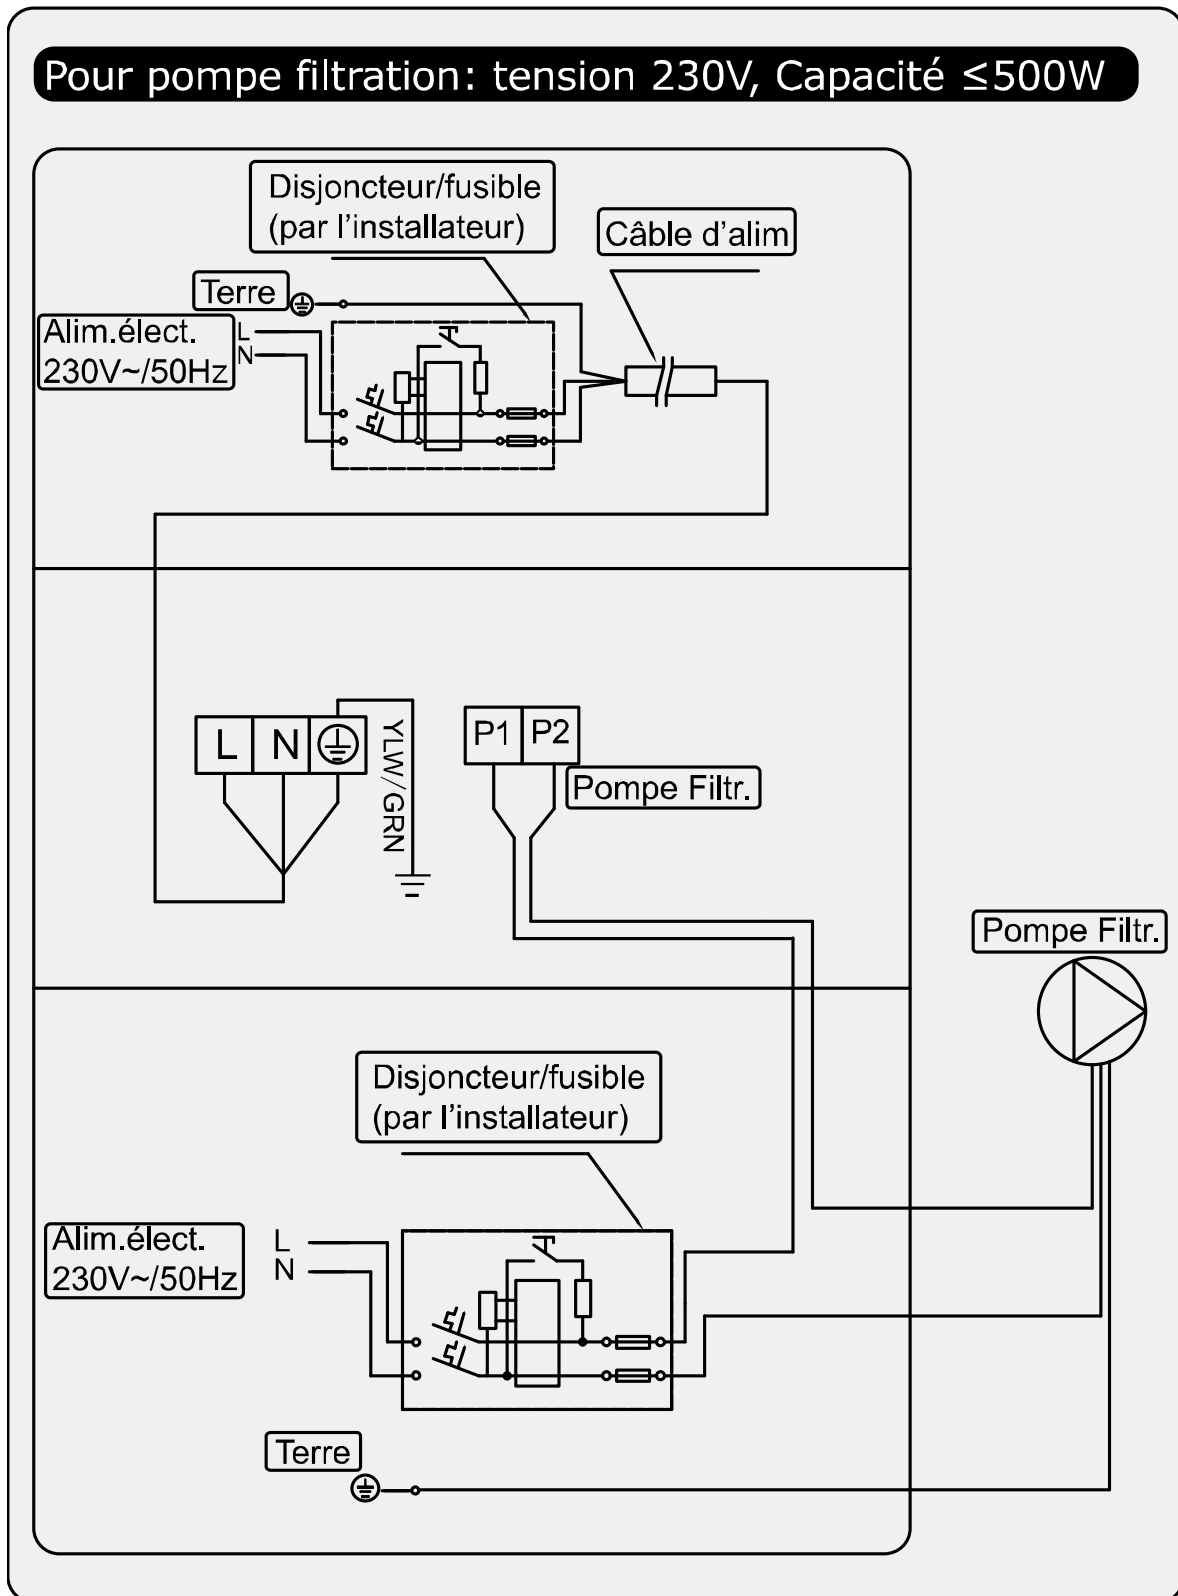 Pour pompe filtration: tension 230V, Capacité ≤500W
Disjoncteur/fusible
(par l'installateur)
Câble d'alim
Terre
Alim.élect.
230V~/50Hz
L
N
L N
YLW/GRN
P1 P2
Pompe Filtr.
Pompe Filtr.
Disjoncteur/fusible
(par l'installateur)
Alim.élect.
230V~/50Hz
L
N
Terre